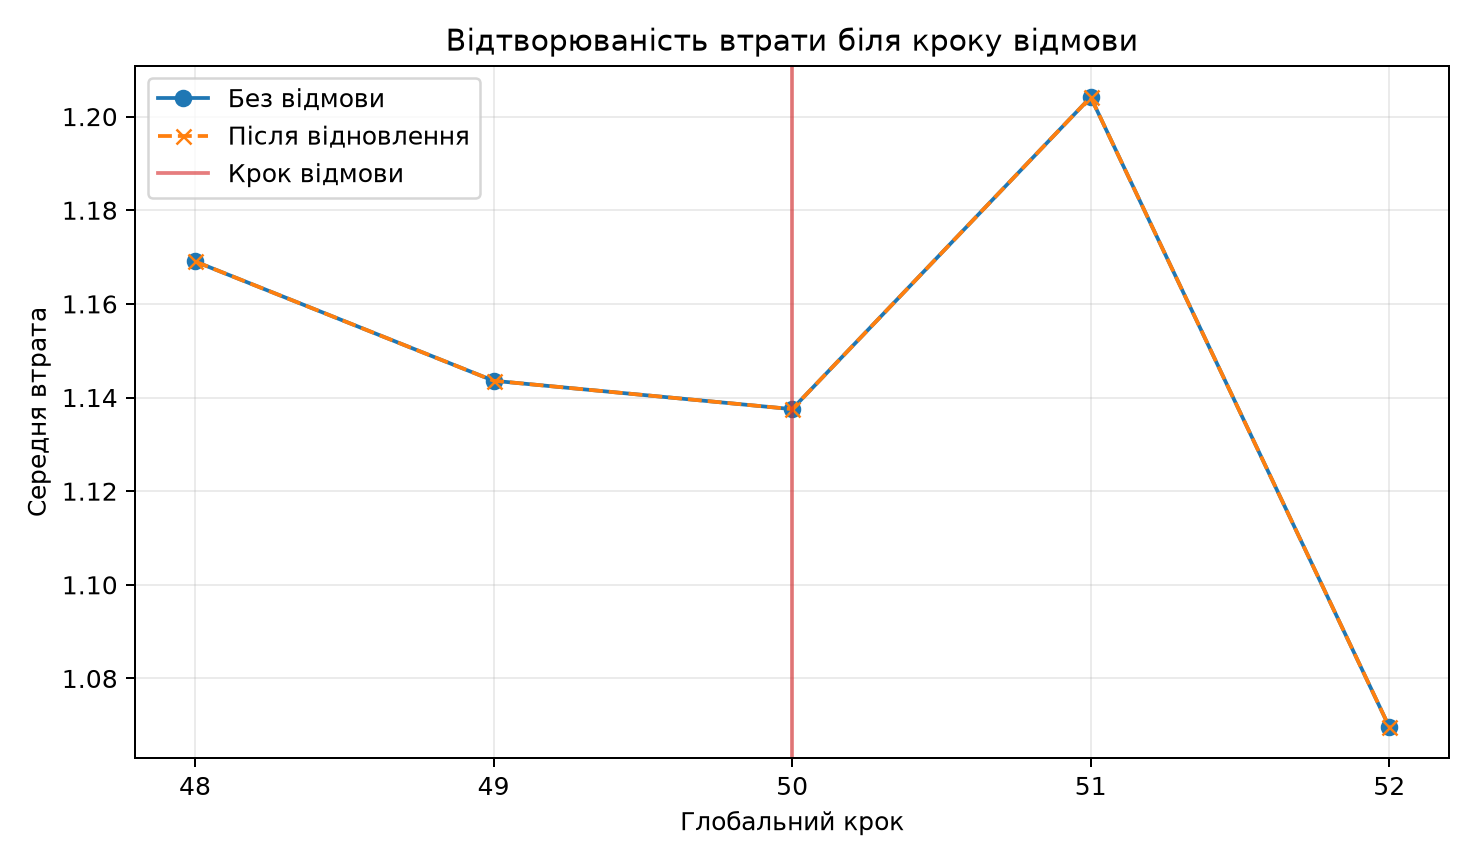 Відтворюваність втрати біля кроку відмови
Без відмови
Після відновлення
Крок відмови
Середня втрата
1.20
1.18
1.16
1.14
1.12
1.10
1.08
48 49 50 51 52
Глобальний крок